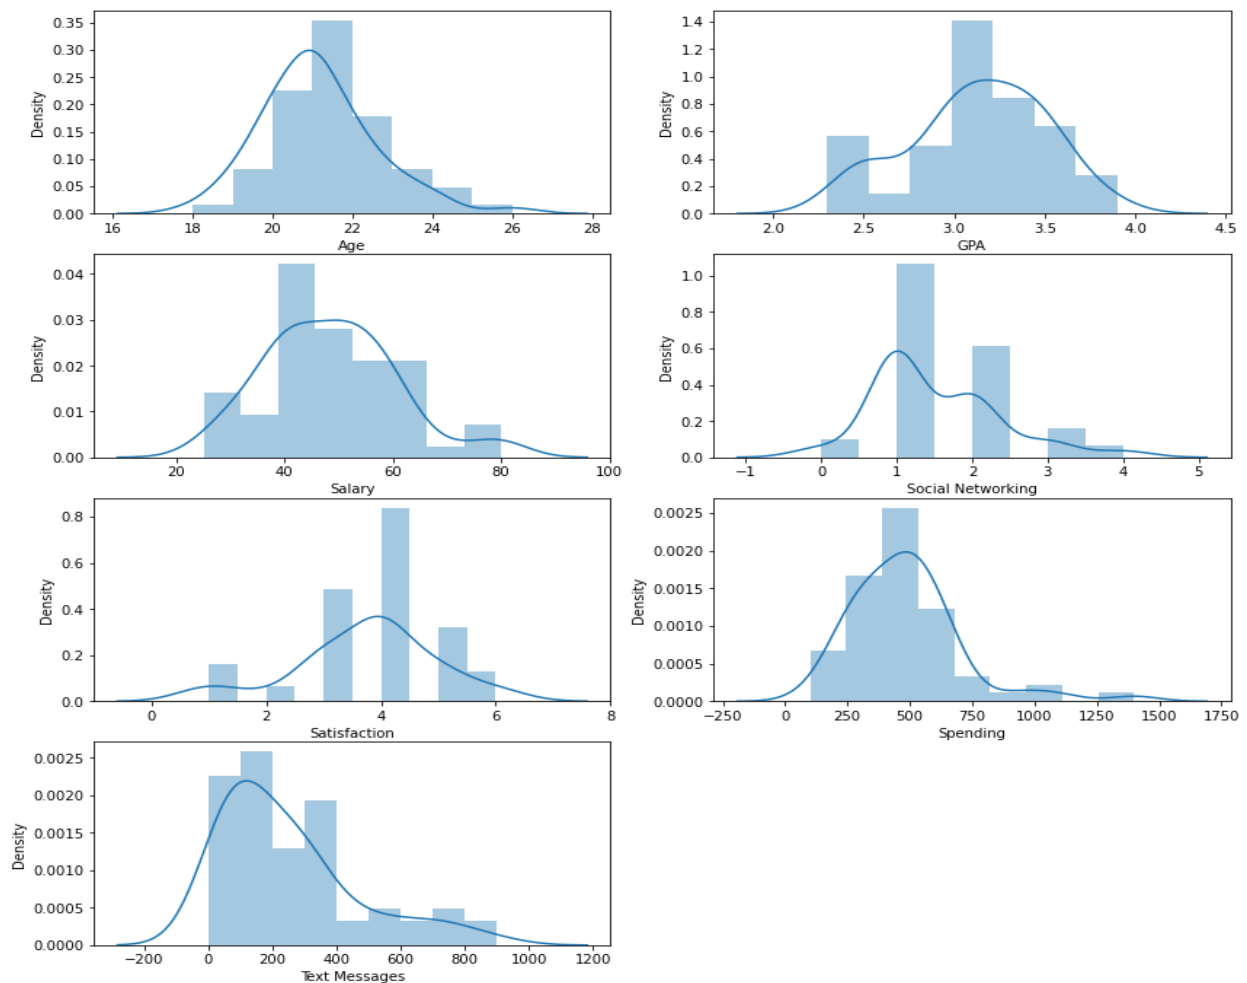 Density
0.35
0.30
0.25
0.20
0.15
0.10
0.05
0.00
16 18 20 22 24 26 28
Age
Density
1.4
1.2
1.0
0.8
0.6
0.4
0.2
0.0
2.0 2.5 3.0 3.5 4.0 4.5
GPA
Density
0.04
0.03
0.02
0.01
0.00
20 40 60 80 100
Salary
Density
1.0
0.8
0.6
0.4
0.2
0.0
−1 0 1 2 3 4 5
Social Networking
Density
0.8
0.6
0.4
0.2
0.0
0 2 4 6 8
Satisfaction
Density
0.0025
0.0020
0.0015
0.0010
0.0005
0.0000
−250 0 250 500 750 1000 1250 1500 1750
Spending
Density
0.0025
0.0020
0.0015
0.0010
0.0005
0.0000
−200 0 200 400 600 800 1000 1200
Text Messages